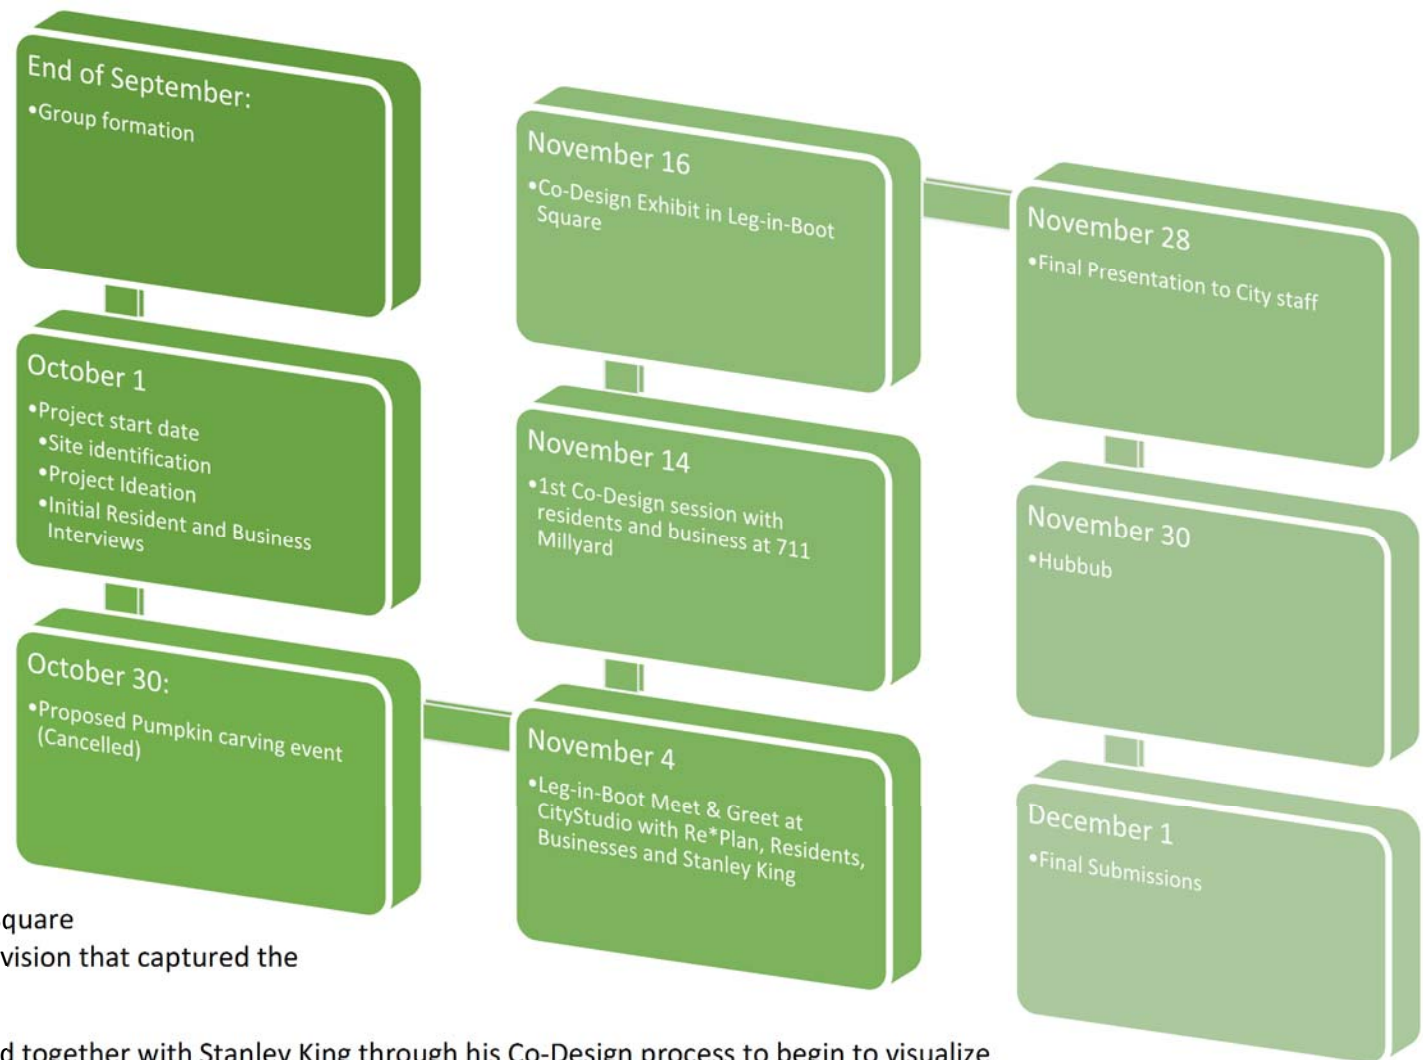 End of September:
•Group formation
October 1
•Project start date
•Site identification
•Project Ideation
•Initial Resident and Business
Interviews
October 30:
•Proposed Pumpkin carving event
(Cancelled)
November 4
•Leg-in-Boot Meet & Greet at
CityStudio with Re*Plan, Residents,
Businesses and Stanley King
November 14
•1st Co-Design session with
residents and business at 711
Millyard
November 16
•Co-Design Exhibit in Leg-in-Boot
Square
November 28
•Final Presentation to City staff
November 30
•Hubbub
December 1
•Final Submissions
quare
vision that captured the
d together with Stanley King through his Co-Design process to begin to visualize